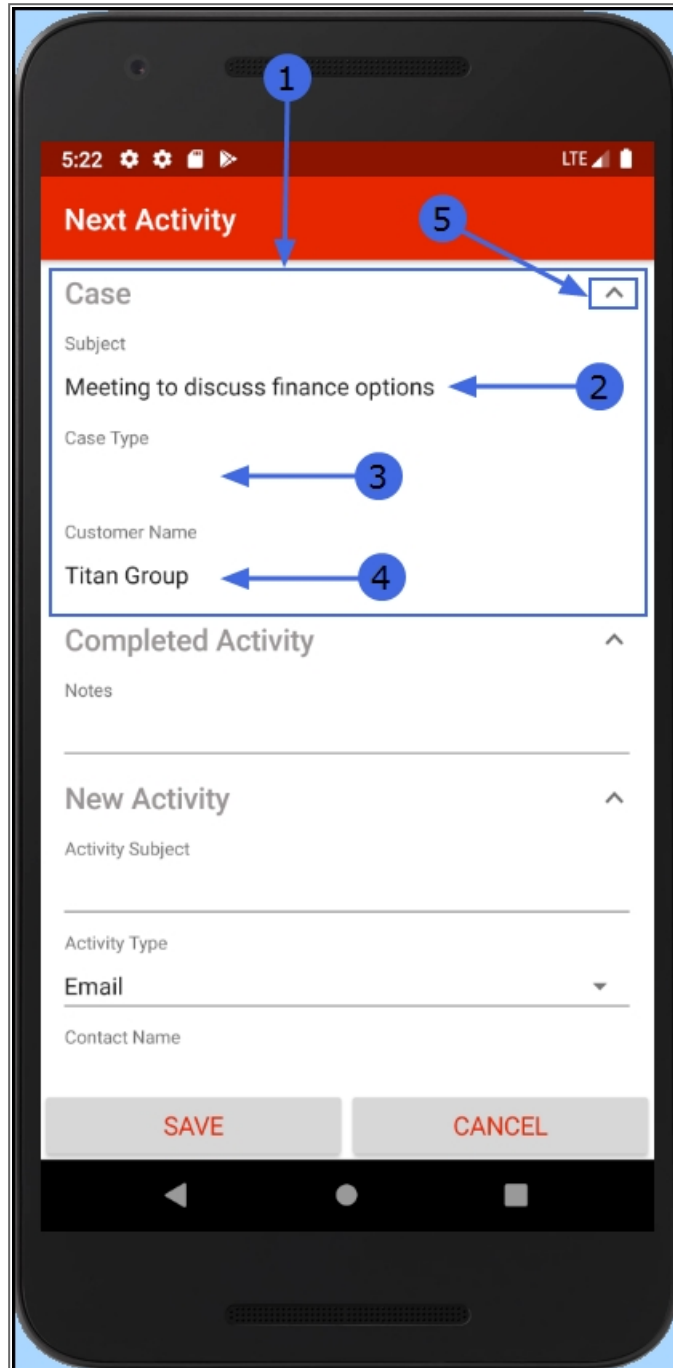 1
5:22 LTE
Next Activity
5
Case
Subject
Meeting to discuss finance options
2
Case Type
3
Customer Name
Titan Group
4
Completed Activity
Notes
New Activity
Activity Subject
Activity Type
Email
Contact Name
SAVE CANCEL